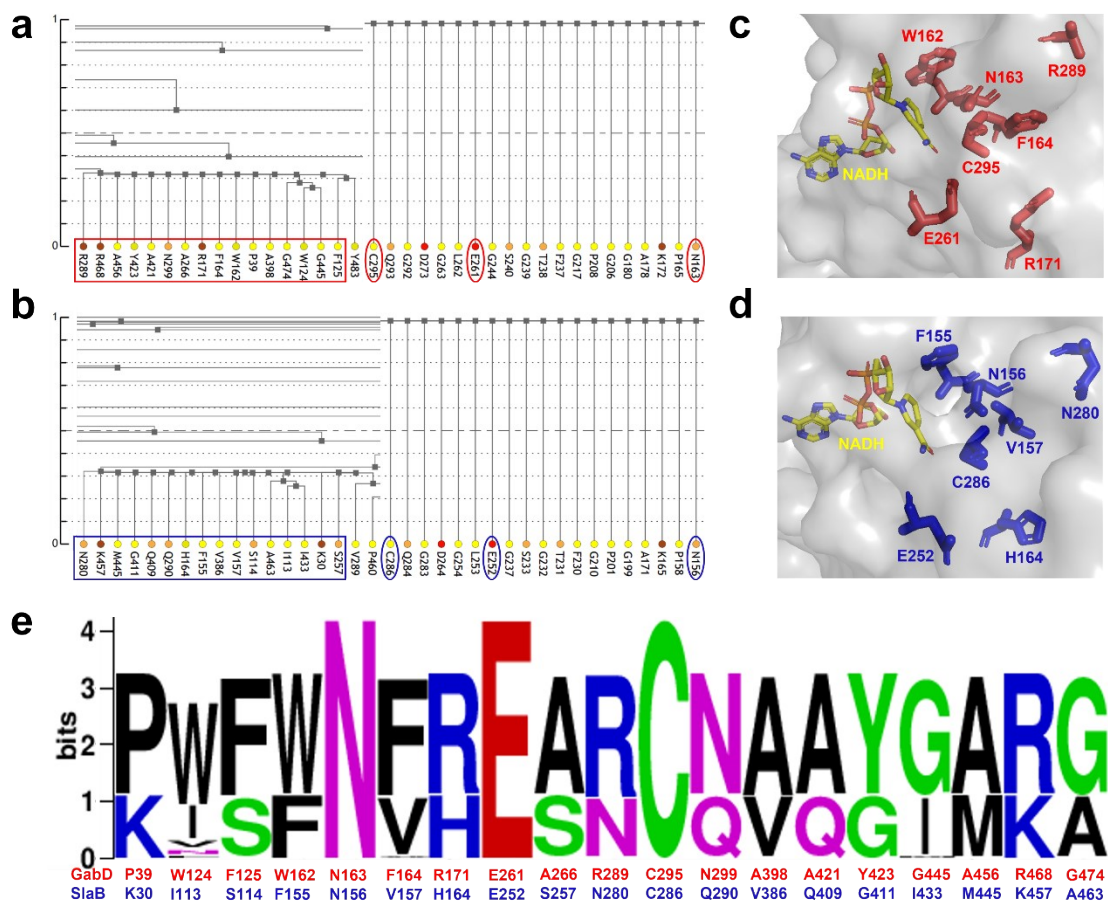 a
1
0
R289 R468 A456 Y423 A421 N299 A266 R171 F164 W162 P39 A398 G474 W124 G445 F125 Y483 C295 Q293 G292 D273 G263 L262 E261 G244 S240 G239 T238 F237 G217 P208 G206 G180 A178 K172 P165 N163
b
1
0
N280 K457 M445 G411 Q409 Q290 H164 F155 V386 V157 S114 A463 I113 I433 K30 S257 V289 P460 C286 Q284 G283 D264 G254 L253 E252 G237 S233 G232 T231 F230 G210 P201 G199 A171 K165 P158 N156
c
W162
N163
R289
F164
C295
NADH
E261
R171
d
F155
N156
N280
V157
NADH
C286
E252
H164
e
bits
4
3
2
1
0
P W F W N F R E A R C N A A Y G A R G
K I S F V H S N Q V Q G I M K A
GabD P39 W124 F125 W162 N163 F164 R171 E261 A266 R289 C295 N299 A398 A421 Y423 G445 A456 R468 G474
SlaB K30 I113 S114 F155 N156 V157 H164 E252 S257 N280 C286 Q290 V386 Q409 G411 I433 M445 K457 A463